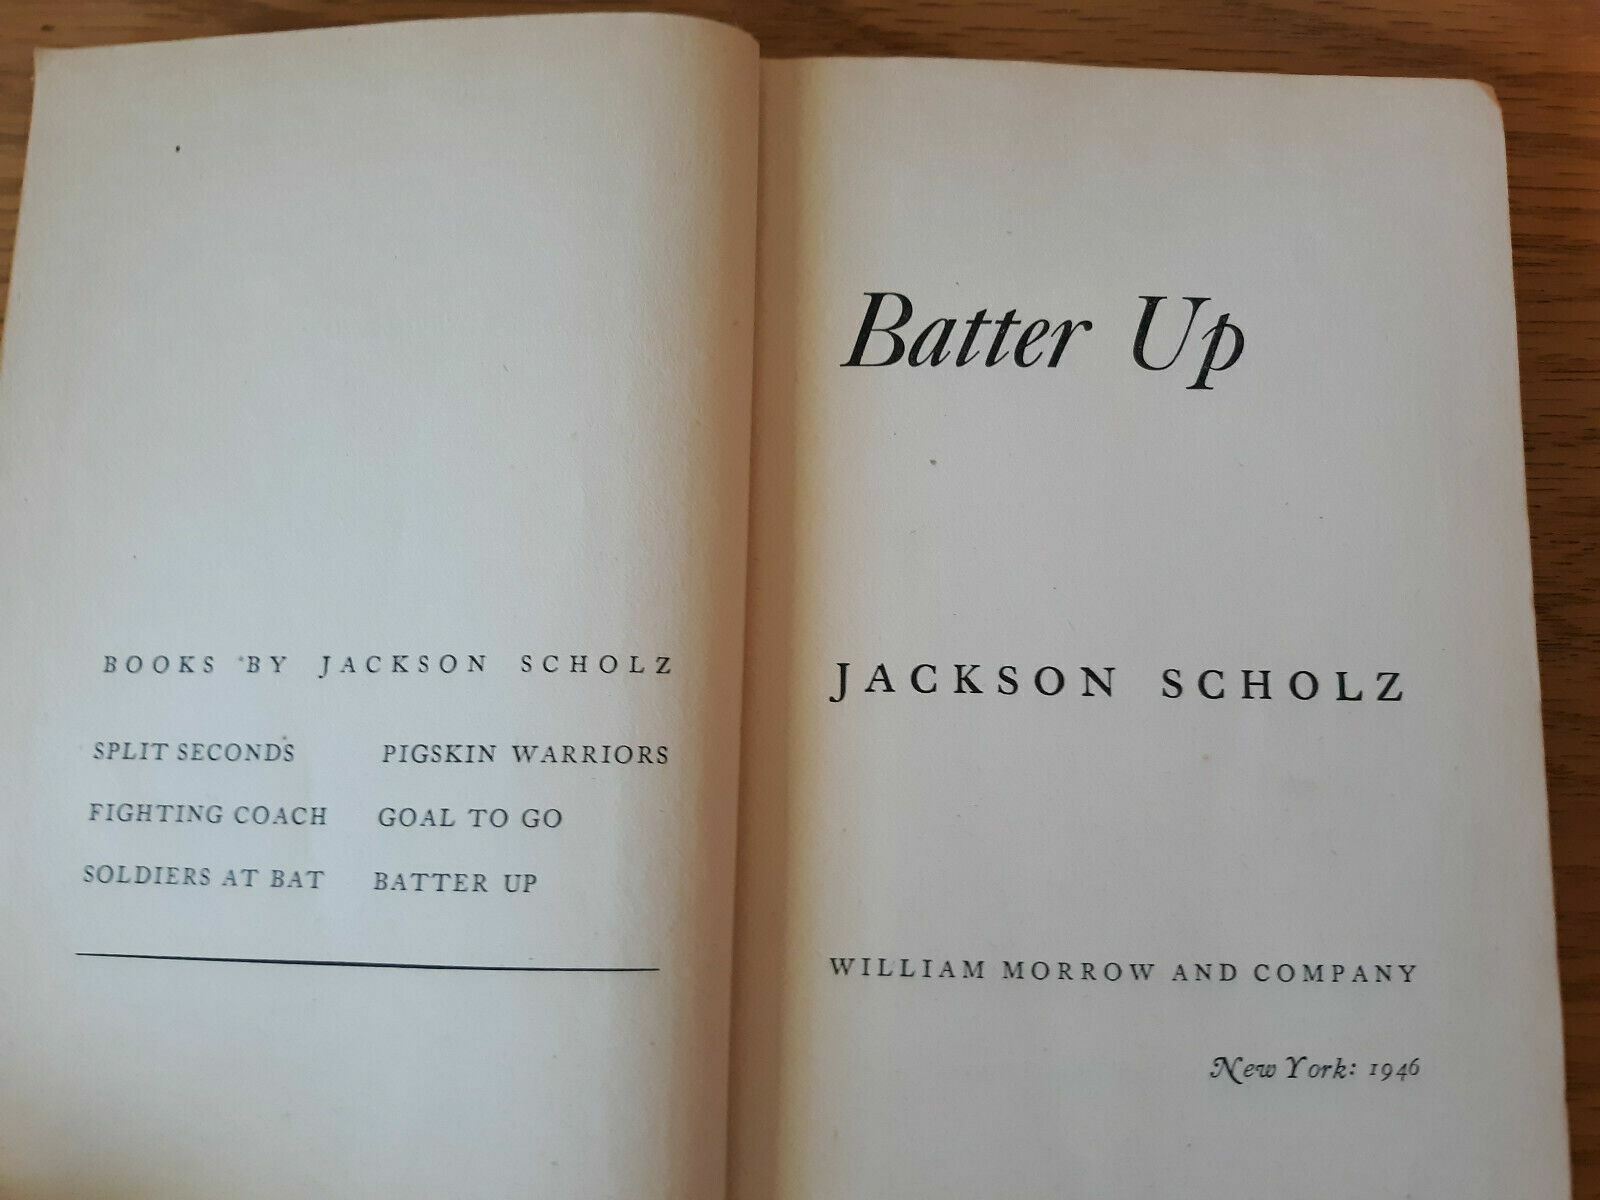 BOOKS BY JACKSON SCHOLZ
SPLIT SECONDS PIGSKIN WARRIORS
FIGHTING COACH GOAL TO GO
SOLDIERS AT BAT BATTER UP
Batter Up
JACKSON SCHOLZ
WILLIAM MORROW AND COMPANY
New York: 1946